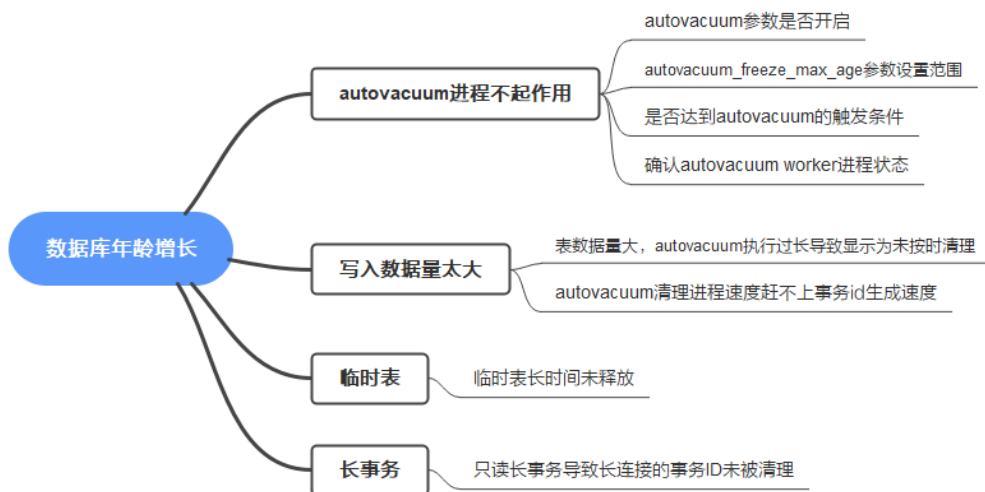 数据库年龄增长
autovacuum进程不起作用
autovacuum参数是否开启
autovacuum_freeze_max_age参数设置范围
是否达到autovacuum的触发条件
确认autovacuum worker进程状态
写入数据量太大
表数据量大，autovacuum执行过长导致显示为未按时清理
autovacuum清理进程速度赶不上事务id生成速度
临时表
临时表长时间未释放
长事务
只读长事务导致长连接的事务ID未被清理